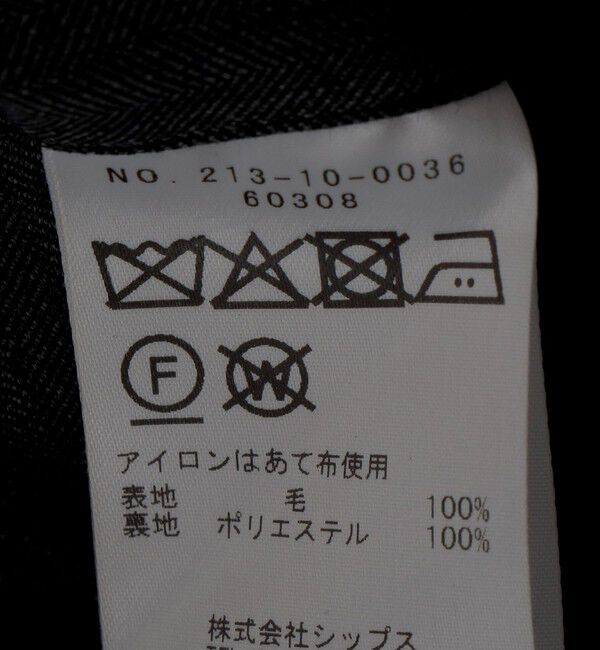 NO. 213-10-0036
60308
F W
アイロンはあて布使用
表地 毛 100%
裏地 ポリエステル 100%
株式会社シップス